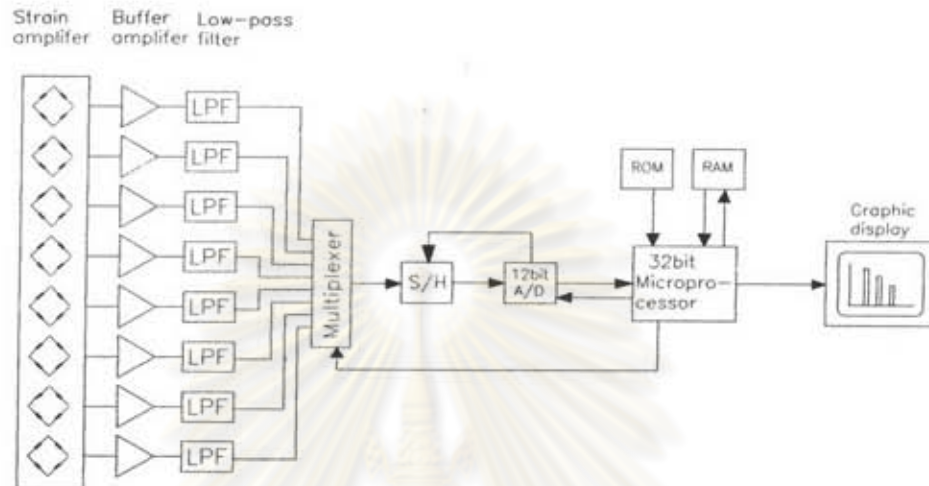 Strain
amplifer
Buffer
amplifer
Low-pass
filter
LPF
LPF
LPF
LPF
LPF
LPF
LPF
LPF
Multiplexer
S/H
12bit
A/D
ROM
RAM
32bit
Micropro-
cessor
Graphic
display